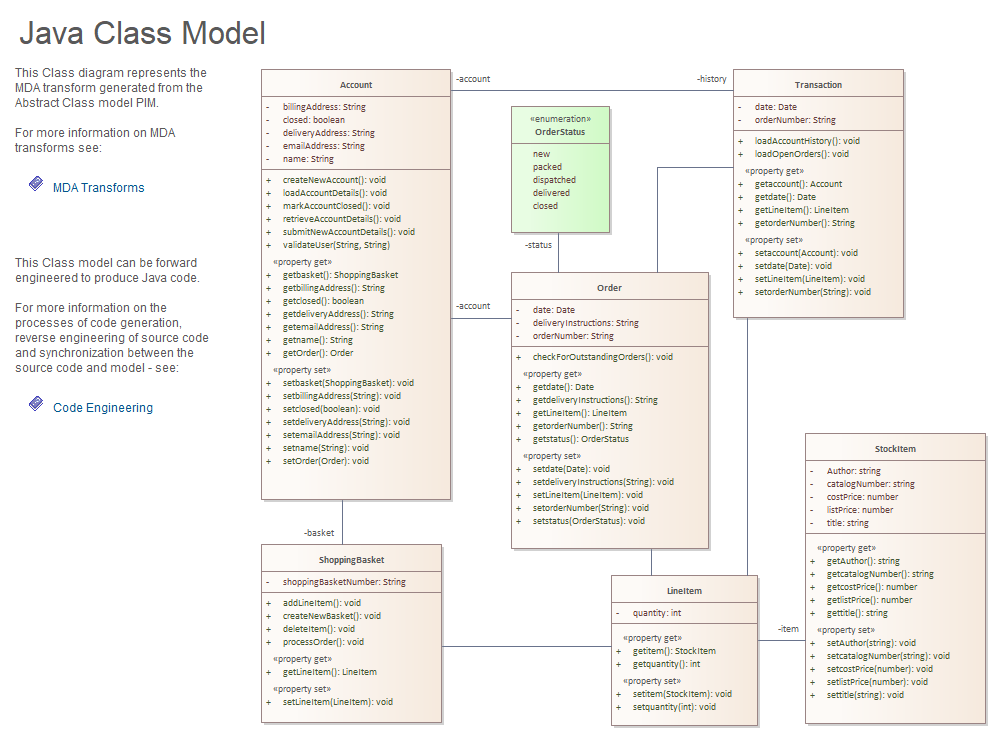 Java Class Model
This Class diagram represents the
MDA transform generated from the
Abstract Class model PIM.
For more information on MDA
transforms see:
MDA Transforms
This Class model can be forward
engineered to produce Java code.
For more information on the
processes of code generation,
reverse engineering of source code
and synchronization between the
source code and model - see:
Code Engineering
Account
- billingAddress: String
- closed: boolean
- deliveryAddress: String
- emailAddress: String
- name: String
+ createNewAccount(): void
+ loadAccountDetails(): void
+ markAccountClosed(): void
+ retrieveAccountDetails(): void
+ submitNewAccountDetails(): void
+ validateUser(String, String)
«property get»
+ getbasket(): ShoppingBasket
+ getbillingAddress(): String
+ getclosed(): boolean
+ getdeliveryAddress(): String
+ getemailAddress(): String
+ getname(): String
+ getOrder(): Order
«property set»
+ setbasket(ShoppingBasket): void
+ setbillingAddress(String): void
+ setclosed(boolean): void
+ setdeliveryAddress(String): void
+ setemailAddress(String): void
+ setname(String): void
+ setOrder(Order): void
-account
-history
«enumeration»
OrderStatus
new
packed
dispatched
delivered
closed
-status
-account
Transaction
- date: Date
- orderNumber: String
+ loadAccountHistory(): void
+ loadOpenOrders(): void
«property get»
+ getaccount(): Account
+ getdate(): Date
+ getLineItem(): LineItem
+ getorderNumber(): String
«property set»
+ setaccount(Account): void
+ setdate(Date): void
+ setLineItem(LineItem): void
+ setorderNumber(String): void
Order
- date: Date
- deliveryInstructions: String
- orderNumber: String
+ checkForOutstandingOrders(): void
«property get»
+ getdate(): Date
+ getdeliveryInstructions(): String
+ getLineItem(): LineItem
+ getorderNumber(): String
+ getstatus(): OrderStatus
«property set»
+ setdate(Date): void
+ setdeliveryInstructions(String): void
+ setLineItem(LineItem): void
+ setorderNumber(String): void
+ setstatus(OrderStatus): void
StockItem
- Author: string
- catalogNumber: string
- costPrice: number
- listPrice: number
- title: string
«property get»
+ getAuthor(): string
+ getcatalogNumber(): string
+ getcostPrice(): number
+ getlistPrice(): number
+ gettitle(): string
«property set»
+ setAuthor(string): void
+ setcatalogNumber(string): void
+ setcostPrice(number): void
+ setlistPrice(number): void
+ settitle(string): void
-basket
ShoppingBasket
- shoppingBasketNumber: String
+ addLineItem(): void
+ createNewBasket(): void
+ deleteItem(): void
+ processOrder(): void
«property get»
+ getLineItem(): LineItem
«property set»
+ setLineItem(LineItem): void
LineItem
- quantity: int
«property get»
+ getitem(): StockItem
+ getquantity(): int
«property set»
+ setitem(StockItem): void
+ setquantity(int): void
-item